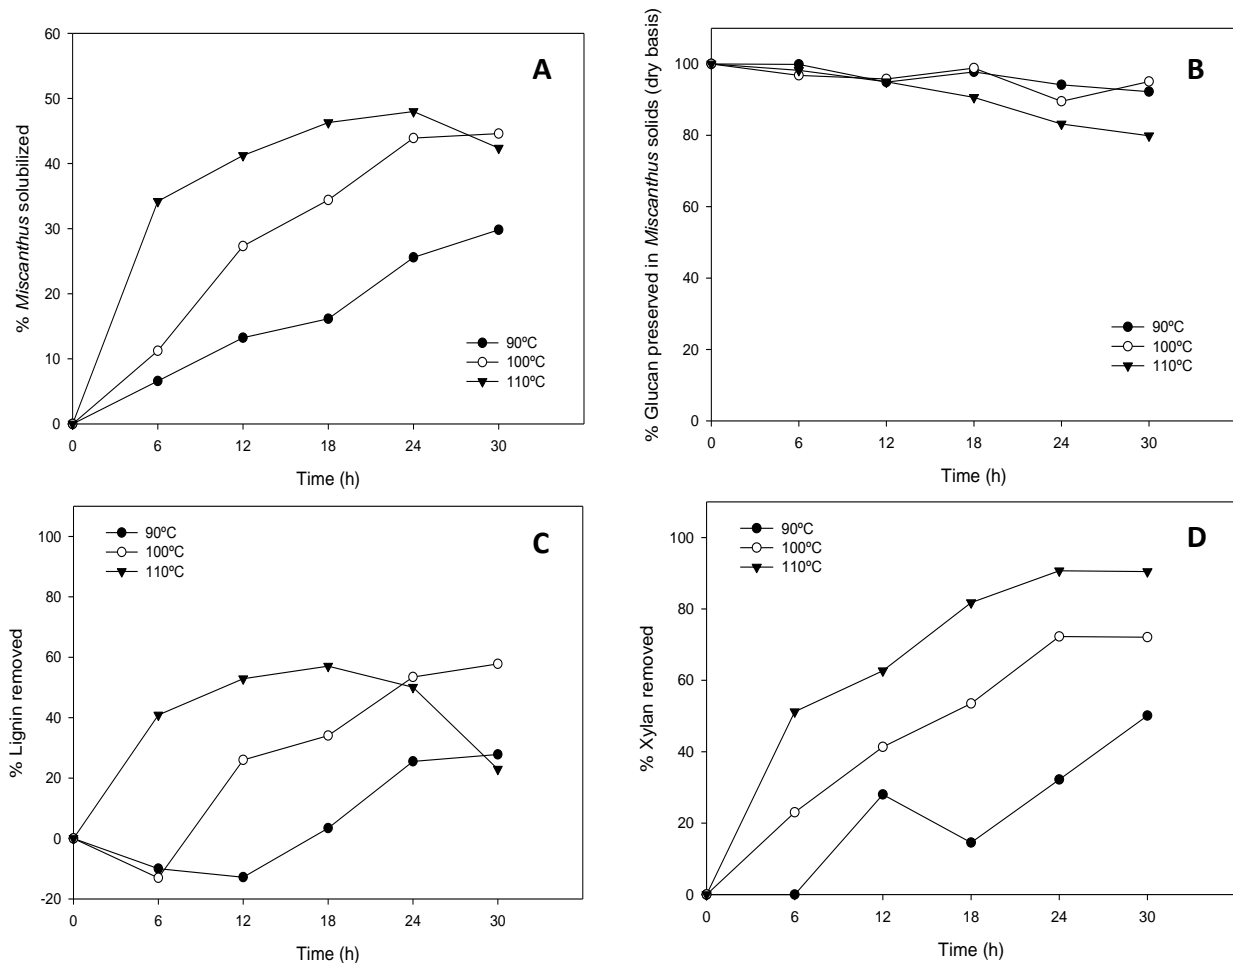 60
50
40
30
20
10
0
% Miscanthus solubilized
A
90ºC
100ºC
110ºC
0 6 12 18 24 30
Time (h)
100
80
60
40
20
0
% Glucan preserved in Miscanthus solids (dry basis)
B
90ºC
100ºC
110ºC
0 6 12 18 24 30
Time (h)
100
80
60
40
20
0
-20
% Lignin removed
90ºC
100ºC
110ºC
C
0 6 12 18 24 30
Time (h)
100
80
60
40
20
0
% Xylan removed
90ºC
100ºC
110ºC
D
0 6 12 18 24 30
Time (h)